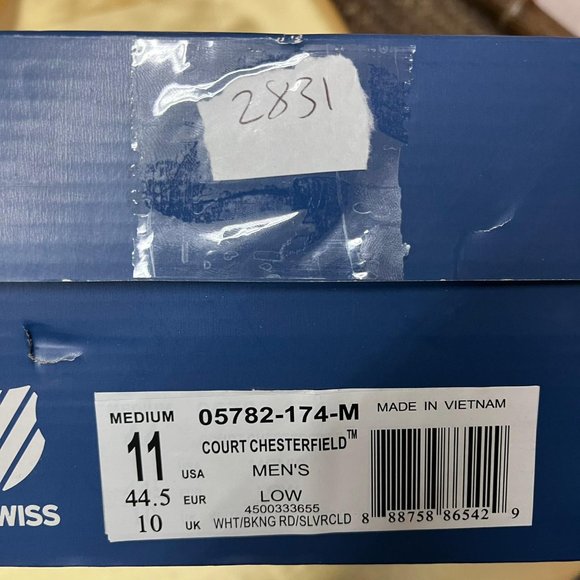 2831
MEDIUM 05782-174-M MADE IN VIETNAM
11 USA COURT CHESTERFIELD™
MEN'S
44.5 EUR LOW
4500333655
10 UK WHT/BKNG RD/SLVRCLD 8 88758 86542 9
WISS